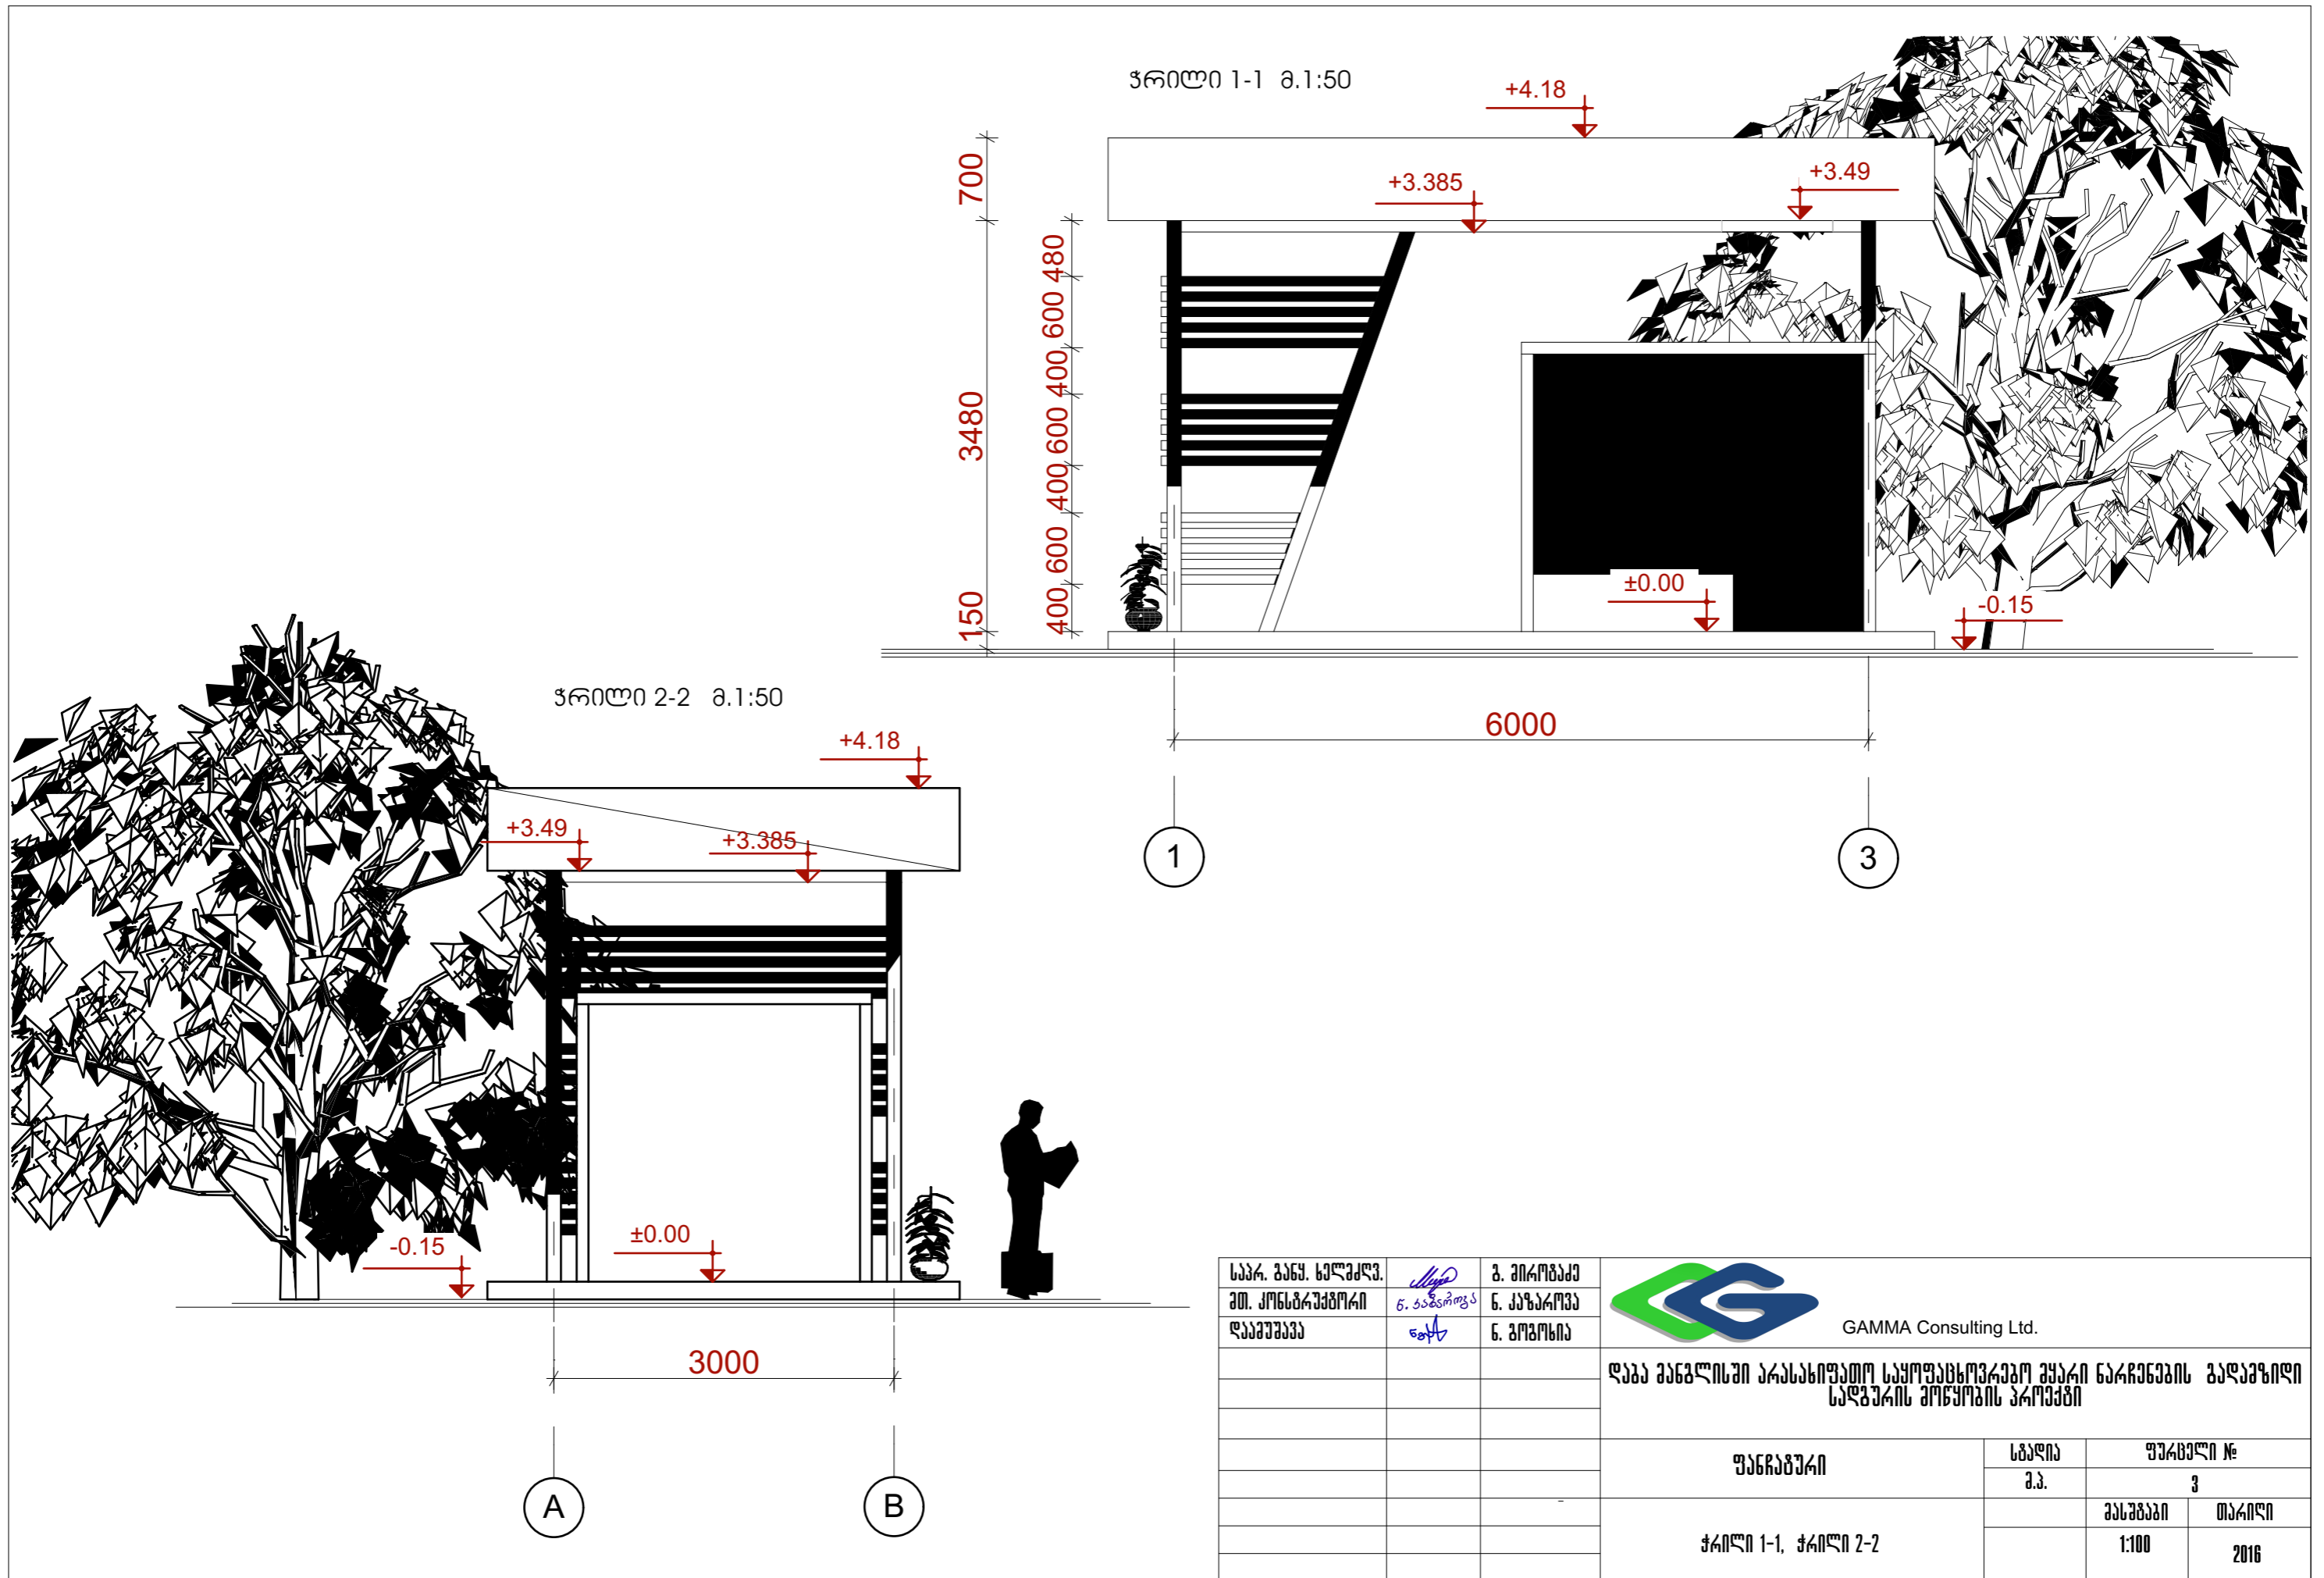 ჭრილი 1-1 მ.1:50
+4.18
+3.385
+3.49
700
3480
150
480
600
400
600
400
600
400
±0.00
-0.15
6000
1
3
ჭრილი 2-2 მ.1:50
+4.18
+3.49
+3.385
-0.15
±0.00
3000
A
B
საპრ. განყ. ხელმძღვ.
გ. მიროტაძე
მთ. კონსტრუქტორი
ნ. კაზაროვა
ნ. კაზაროვა
დაამუშავა
ნ. გოგოხია
GAMMA Consulting Ltd.
დაბა მანგლისში არასახიფათო საყოფაცხოვრებო მყარი ნარჩენების გადამზიდი
სადგურის მოწყობის პროექტი
ფანჩატური
სტადია
ფურცელი №
მ.პ.
3
მასშტაბი
თარიღი
ჭრილი 1-1, ჭრილი 2-2
1:100
2016